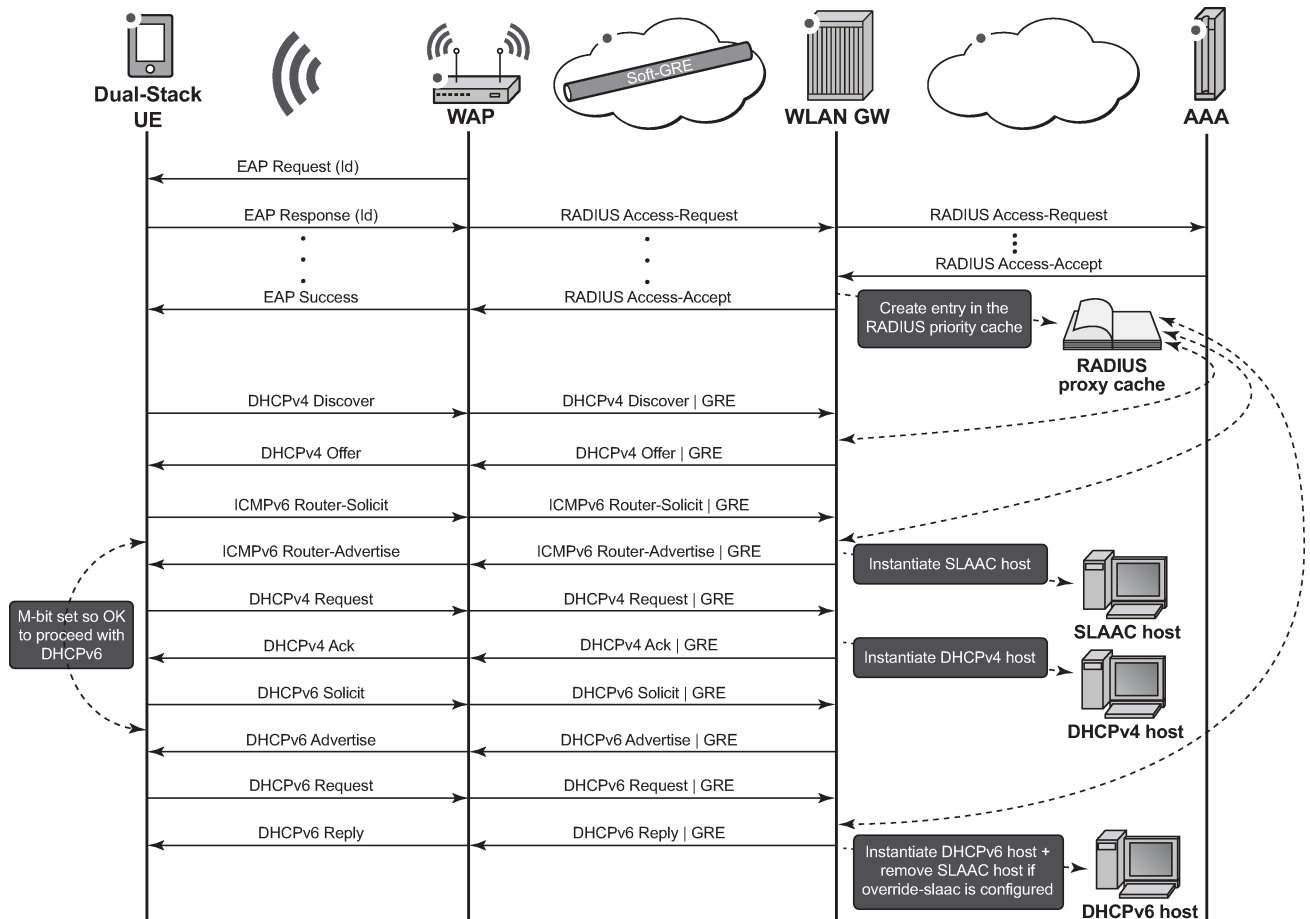 Dual-Stack
UE
WAP
Soft-GRE
WLAN GW
AAA
EAP Request (Id)
EAP Response (Id)
RADIUS Access-Request
RADIUS Access-Request
RADIUS Access-Accept
EAP Success
RADIUS Access-Accept
Create entry in the
RADIUS priority cache
RADIUS
proxy cache
DHCPv4 Discover
DHCPv4 Discover | GRE
DHCPv4 Offer
DHCPv4 Offer | GRE
ICMPv6 Router-Solicit
ICMPv6 Router-Solicit | GRE
ICMPv6 Router-Advertise
ICMPv6 Router-Advertise | GRE
Instantiate SLAAC host
SLAAC host
M-bit set so OK
to proceed with
DHCPv6
DHCPv4 Request
DHCPv4 Request | GRE
DHCPv4 Ack
DHCPv4 Ack | GRE
Instantiate DHCPv4 host
DHCPv4 host
DHCPv6 Solicit
DHCPv6 Solicit | GRE
DHCPv6 Advertise
DHCPv6 Advertise | GRE
DHCPv6 Request
DHCPv6 Request | GRE
DHCPv6 Reply
DHCPv6 Reply | GRE
Instantiate DHCPv6 host +
remove SLAAC host if
override-slaac is configured
DHCPv6 host